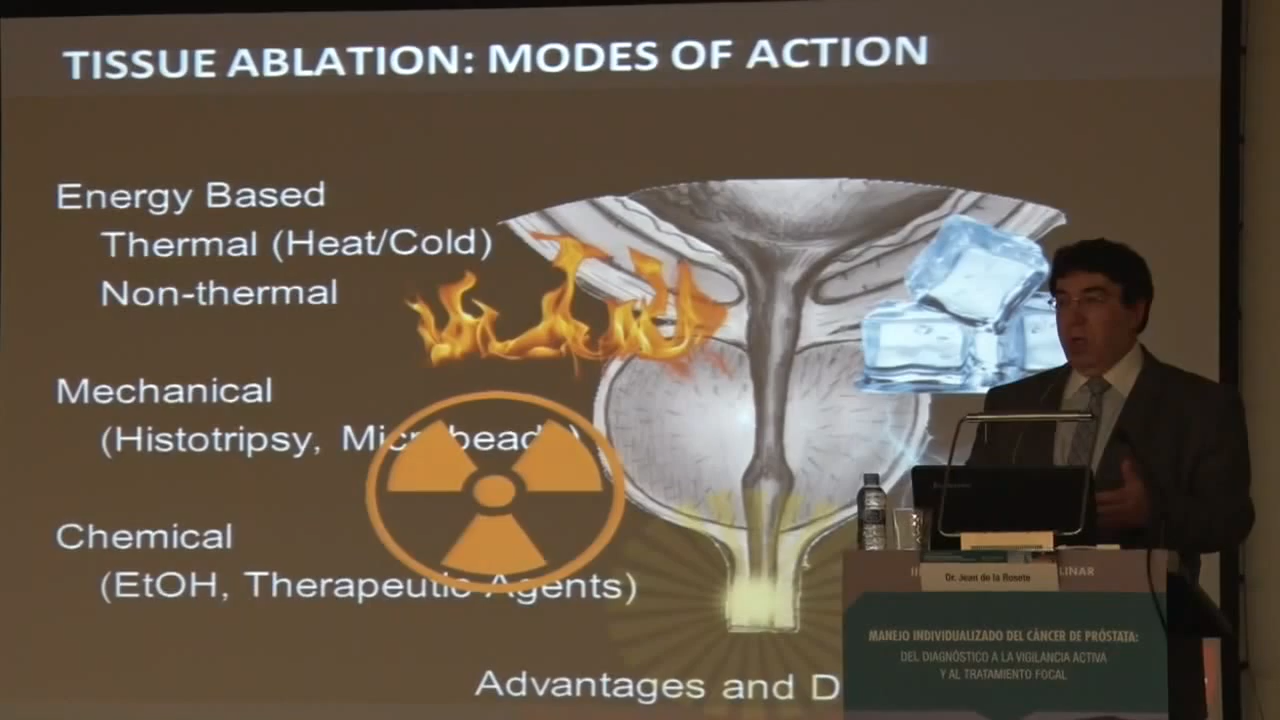 TISSUE ABLATION: MODES OF ACTION
Energy Based
Thermal (Heat/Cold)
Non-thermal
Mechanical
(Histotripsy,
Chemical
(EtOH, Therapeutic Agents)
Advantages and D
LINAR
Dr. Jean de la Rosete
MANEJO INDIVIDUALIZADO DEL CÁNCER DE PRÓSTATA:
DEL DIAGNÓSTICO A LA VIGILANCIA ACTIVA
Y AL TRATAMIENTO FOCAL